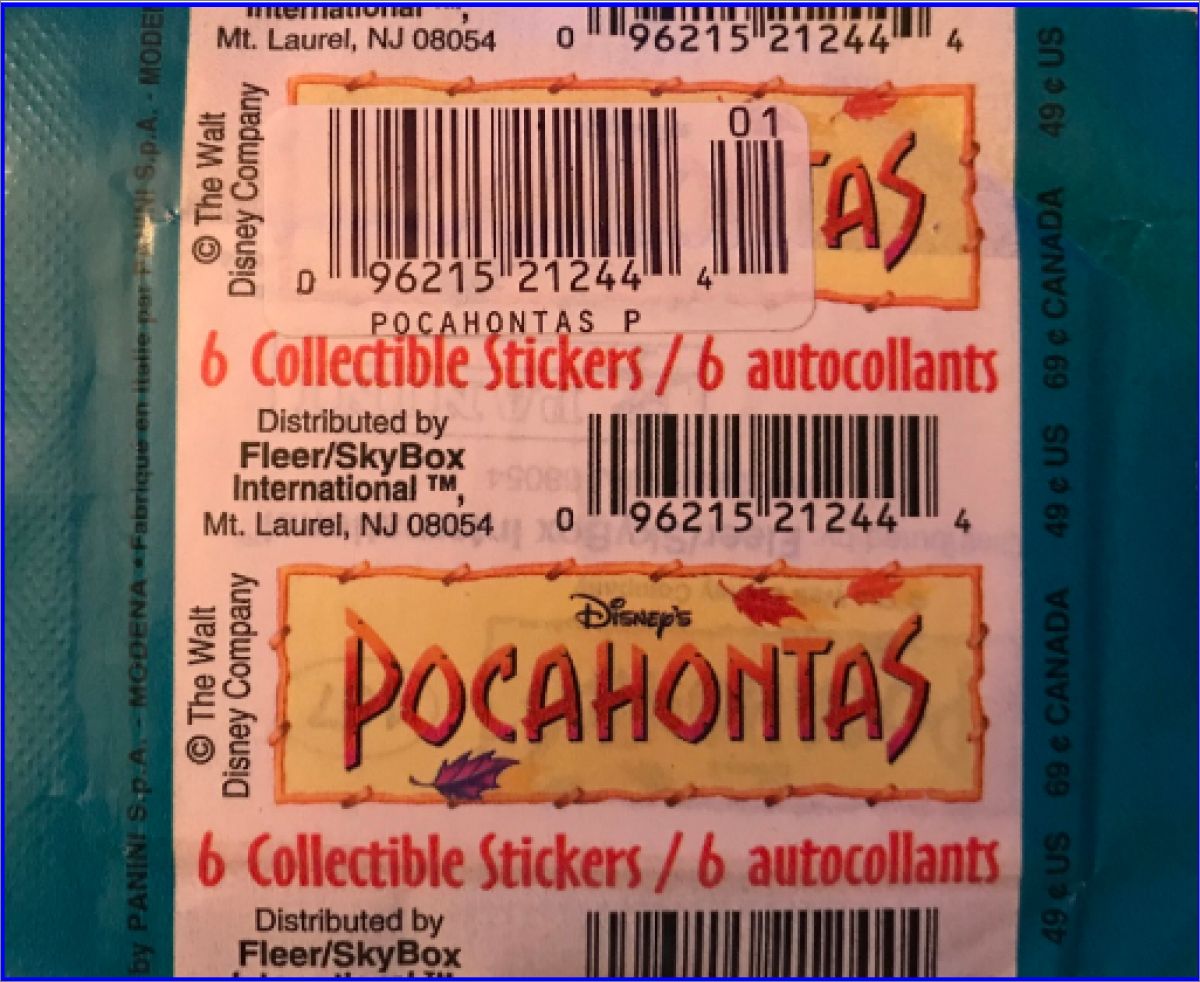 International ™,
Mt. Laurel, NJ 08054
0 96215 21244 4
© The Walt
Disney Company
01
0 96215 21244 4
POCAHONTAS P
TAS
6 Collectible Stickers / 6 autocollants
Distributed by
Fleer/SkyBox
International ™,
Mt. Laurel, NJ 08054
0 96215 21244 4
© The Walt
Disney Company
Disney's
POCAHONTAS
6 Collectible Stickers / 6 autocollants
Distributed by
Fleer/SkyBox
International ™
by PANINI S.p.A. - MODENA • Fabriqué en Italie par PANINI S.p.A. - MODE
49 ¢ US 69 ¢ CANADA 49 ¢ US 69 ¢ CANADA 49 ¢ US